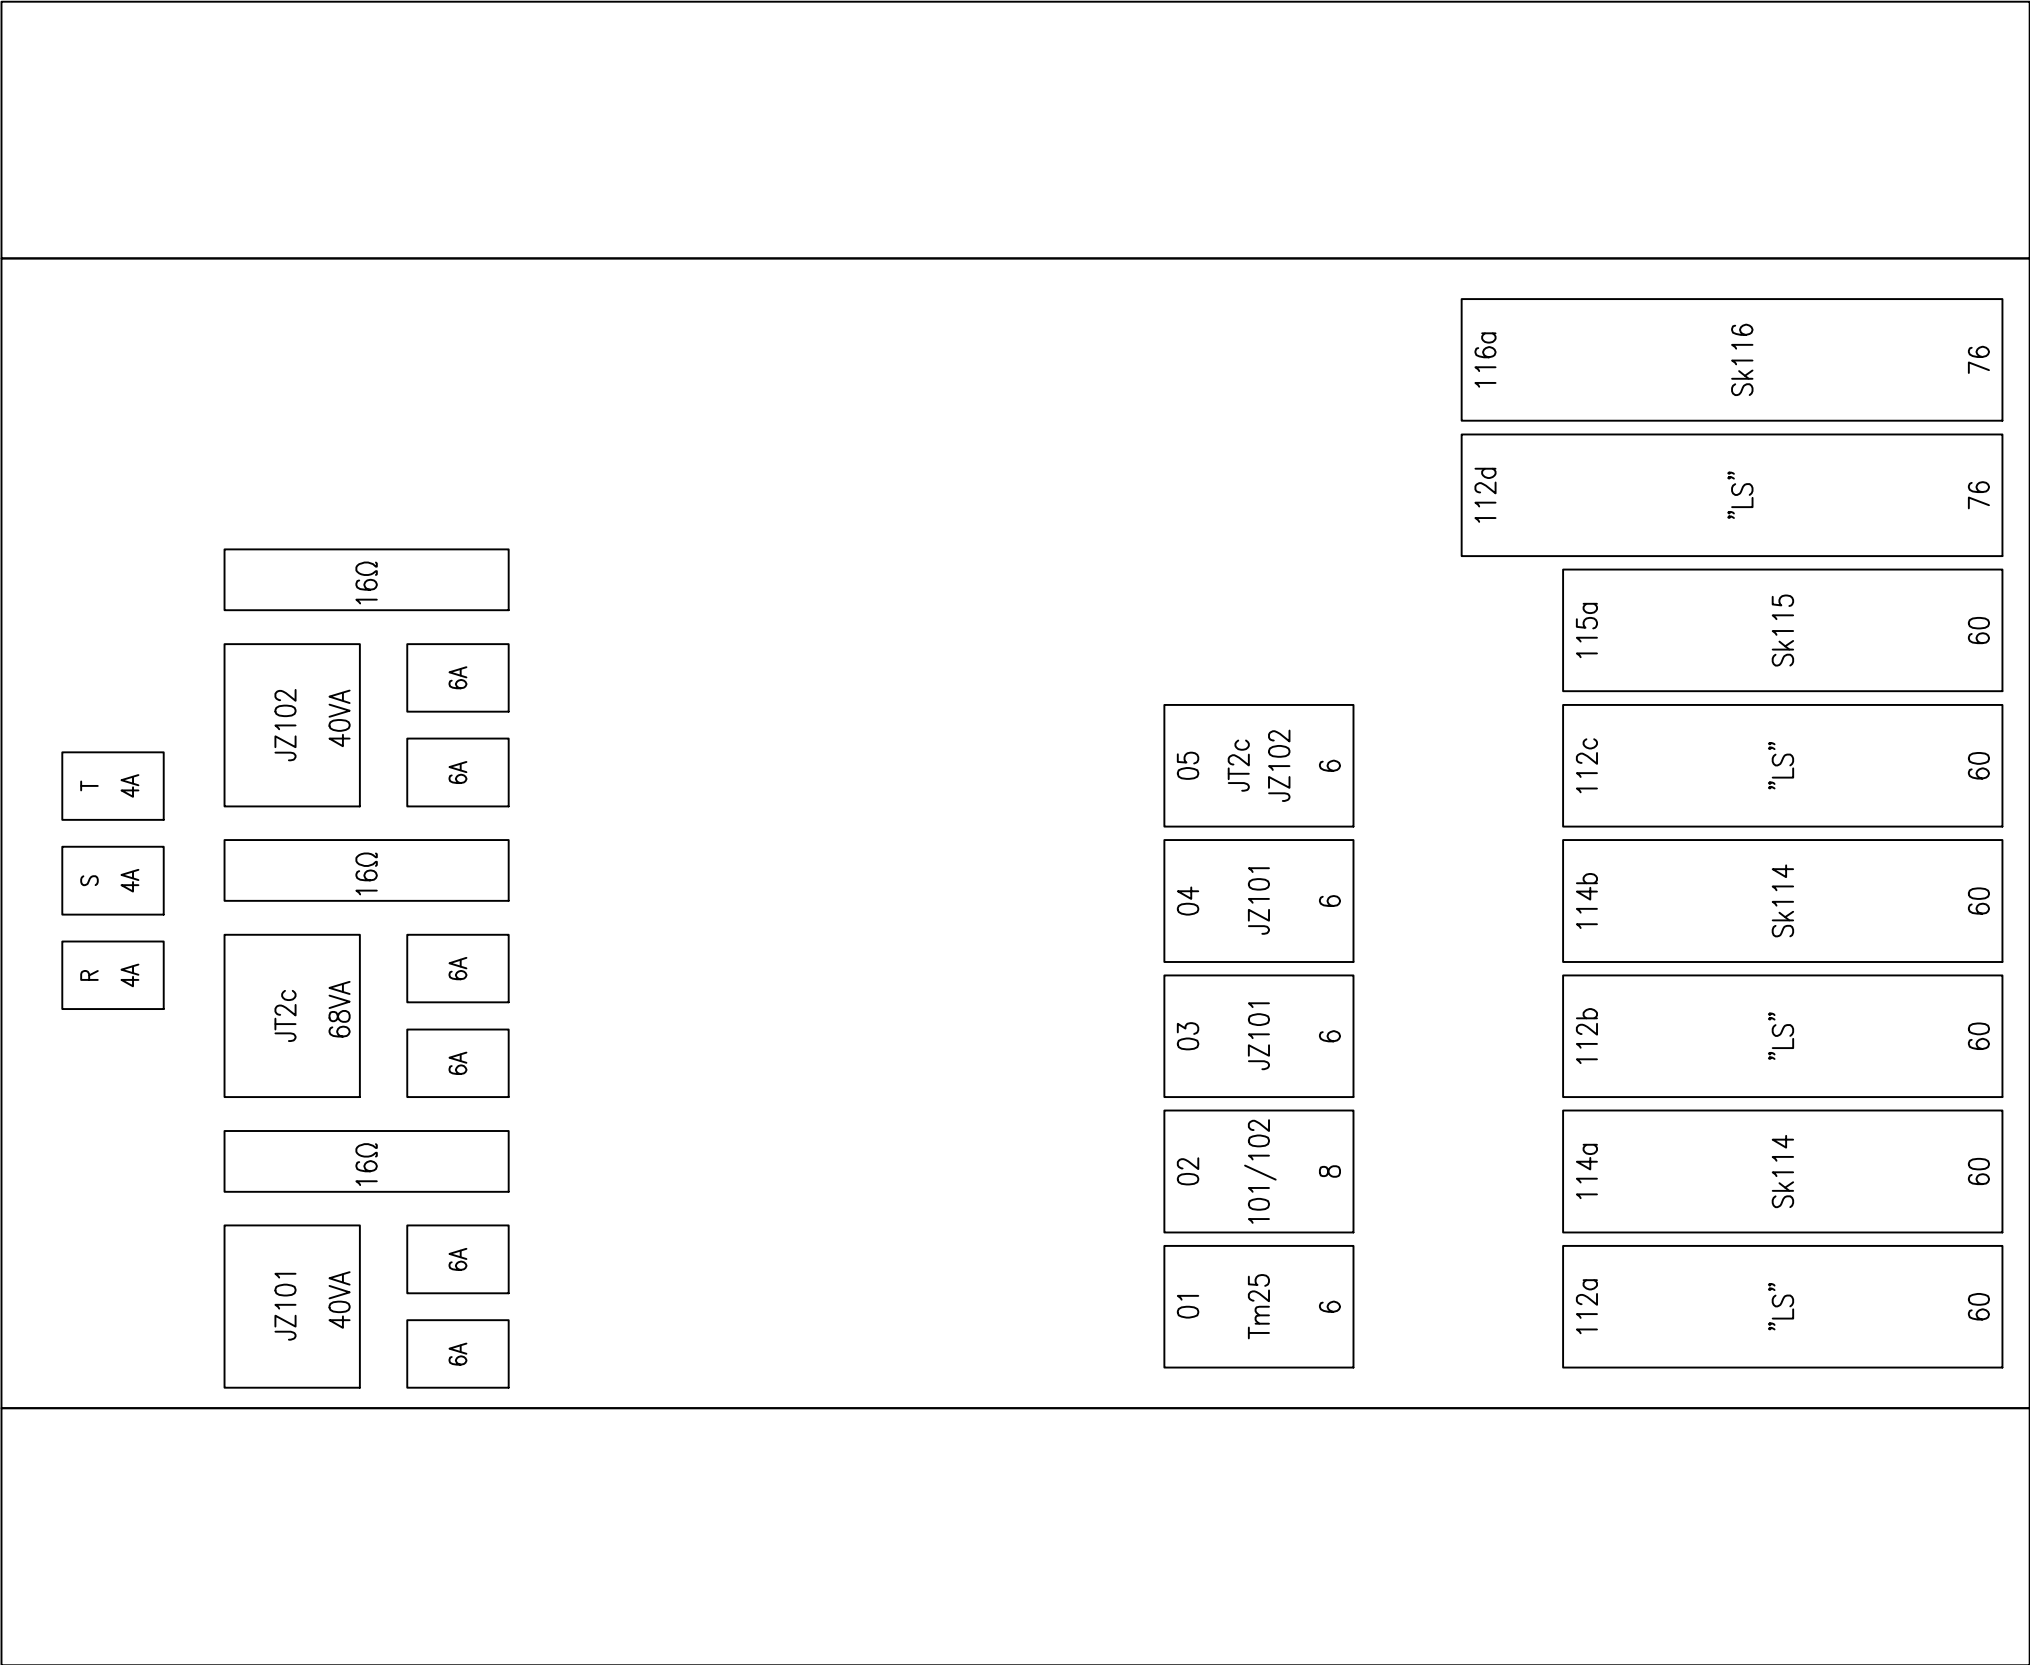 R
4A
S
4A
T
4A
JZ101
40VA
6A
6A
16Ω
JT2c
68VA
6A
6A
16Ω
JZ102
40VA
6A
6A
16Ω
01
Tm25
6
02
101/102
8
03
JZ101
6
04
JZ101
6
05
JT2c
JZ102
6
112a
”LS”
60
114a
Sk114
60
112b
”LS”
60
114b
Sk114
60
112c
”LS”
60
115a
Sk115
60
112d
”LS”
76
116a
Sk116
76